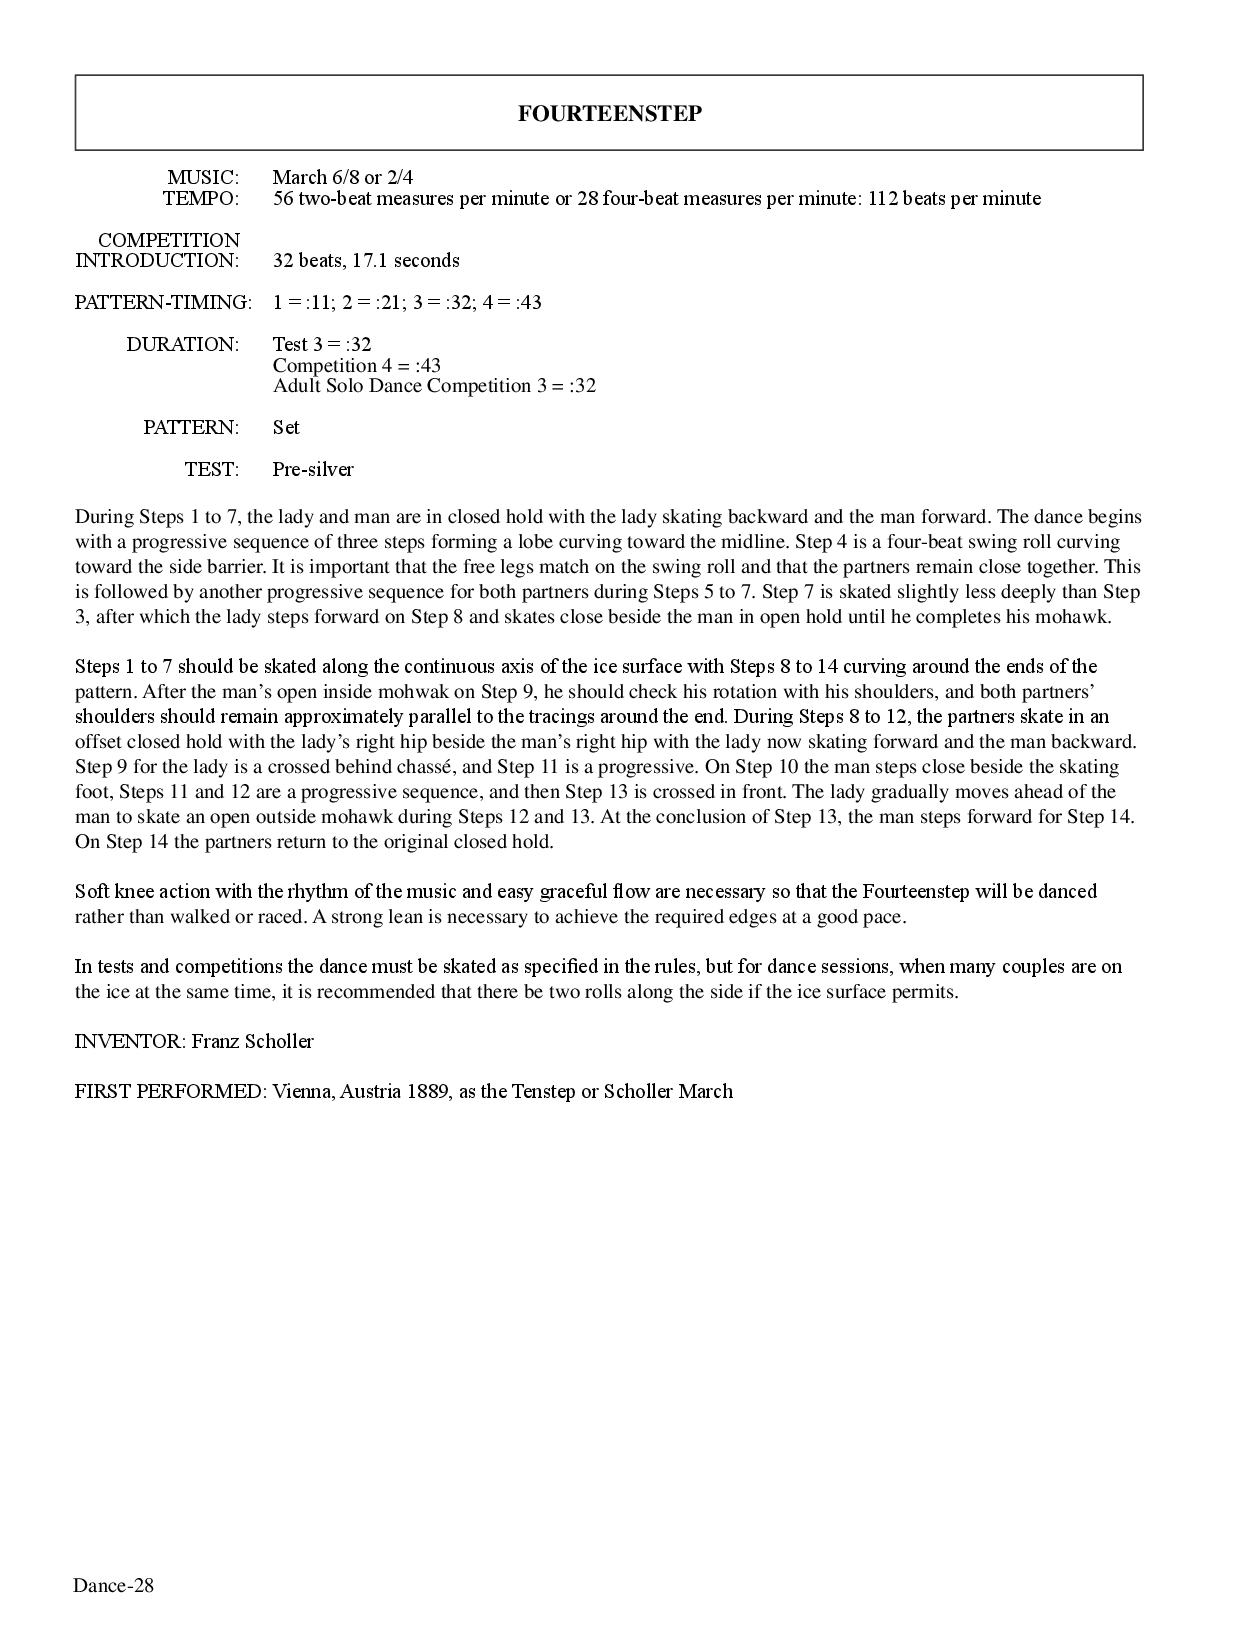 FOURTEENSTEP
MUSIC: March 6/8 or 2/4
TEMPO: 56 two-beat measures per minute or 28 four-beat measures per minute: 112 beats per minute
COMPETITION
INTRODUCTION: 32 beats, 17.1 seconds
PATTERN-TIMING: 1 = :11; 2 = :21; 3 = :32; 4 = :43
DURATION: Test 3 = :32
Competition 4 = :43
Adult Solo Dance Competition 3 = :32
PATTERN: Set
TEST: Pre-silver
During Steps 1 to 7, the lady and man are in closed hold with the lady skating backward and the man forward. The dance begins
with a progressive sequence of three steps forming a lobe curving toward the midline. Step 4 is a four-beat swing roll curving
toward the side barrier. It is important that the free legs match on the swing roll and that the partners remain close together. This
is followed by another progressive sequence for both partners during Steps 5 to 7. Step 7 is skated slightly less deeply than Step
3, after which the lady steps forward on Step 8 and skates close beside the man in open hold until he completes his mohawk.
Steps 1 to 7 should be skated along the continuous axis of the ice surface with Steps 8 to 14 curving around the ends of the
pattern. After the man’s open inside mohwak on Step 9, he should check his rotation with his shoulders, and both partners’
shoulders should remain approximately parallel to the tracings around the end. During Steps 8 to 12, the partners skate in an
offset closed hold with the lady’s right hip beside the man’s right hip with the lady now skating forward and the man backward.
Step 9 for the lady is a crossed behind chassé, and Step 11 is a progressive. On Step 10 the man steps close beside the skating
foot, Steps 11 and 12 are a progressive sequence, and then Step 13 is crossed in front. The lady gradually moves ahead of the
man to skate an open outside mohawk during Steps 12 and 13. At the conclusion of Step 13, the man steps forward for Step 14.
On Step 14 the partners return to the original closed hold.
Soft knee action with the rhythm of the music and easy graceful flow are necessary so that the Fourteenstep will be danced
rather than walked or raced. A strong lean is necessary to achieve the required edges at a good pace.
In tests and competitions the dance must be skated as specified in the rules, but for dance sessions, when many couples are on
the ice at the same time, it is recommended that there be two rolls along the side if the ice surface permits.
INVENTOR: Franz Scholler
FIRST PERFORMED: Vienna, Austria 1889, as the Tenstep or Scholler March
Dance-28